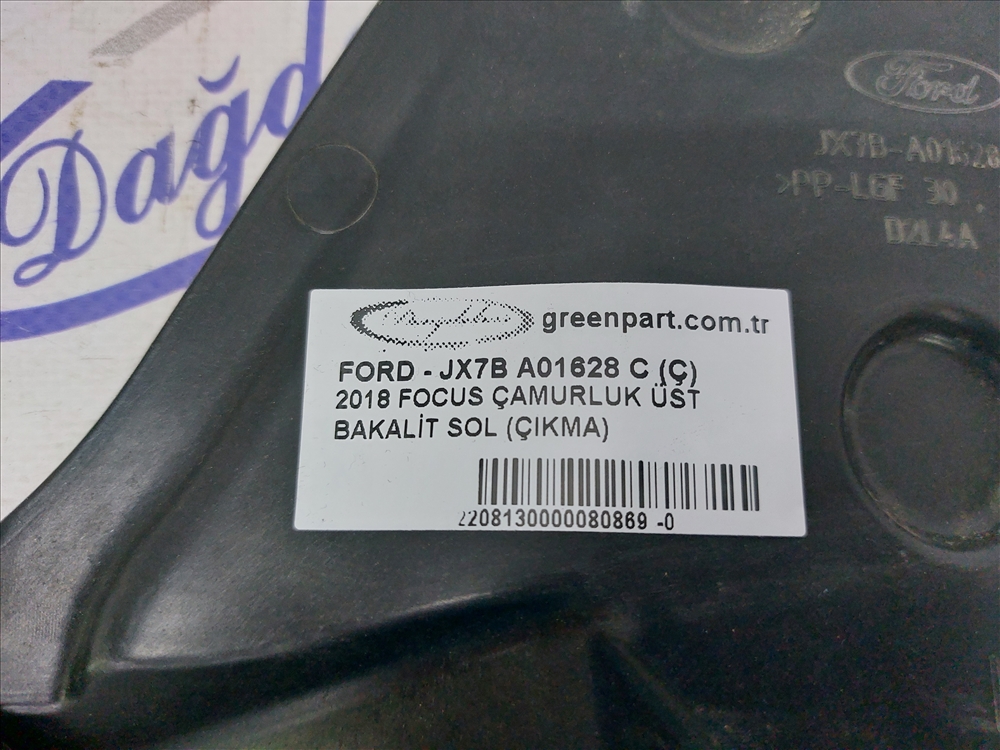 Dağd
Ford
JX7B-A01628
>PP-LGF 30
greenpart.com.tr
FORD - JX7B A01628 C (Ç)
2018 FOCUS ÇAMURLUK ÜST
BAKALİT SOL (ÇIKMA)
2208130000080869 -0